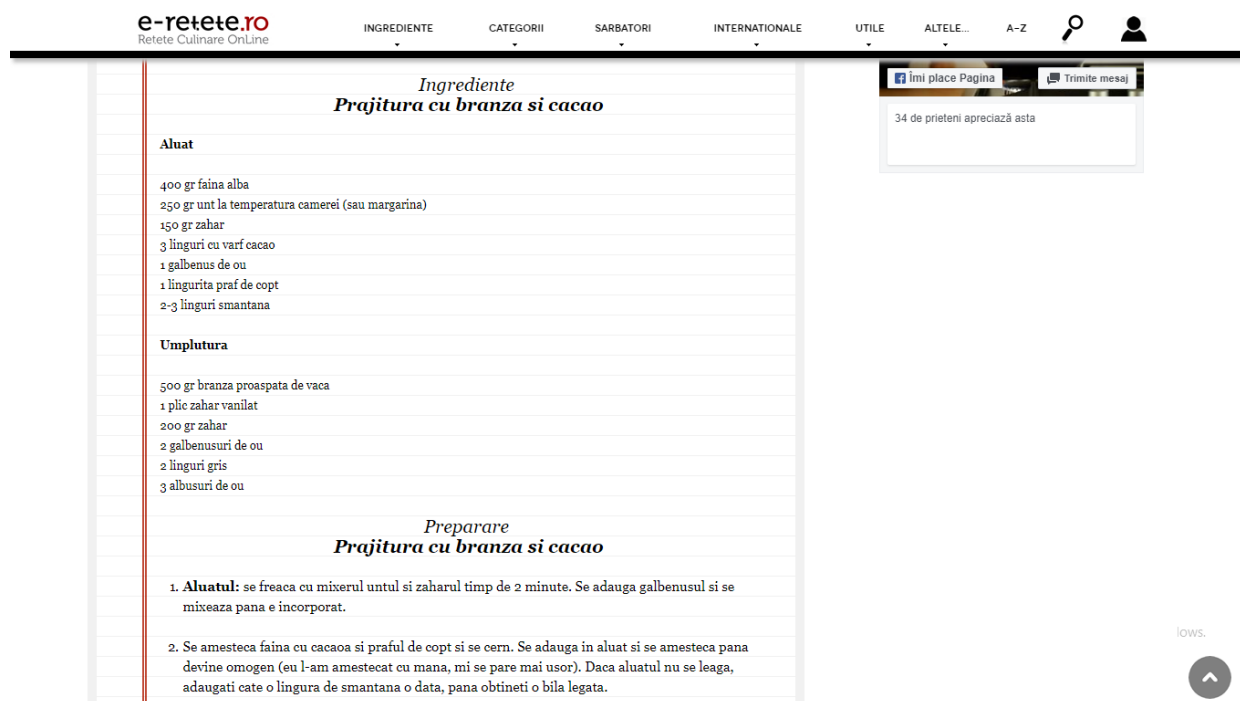 e-retete.ro
Retete Culinare OnLine
INGREDIENTE
CATEGORII
SARBATORI
INTERNATIONALE
UTILE
ALTELE...
A-Z
Ingrediente
Prajitura cu branza si cacao
Aluat
400 gr faina alba
250 gr unt la temperatura camerei (sau margarina)
150 gr zahar
3 linguri cu varf cacao
1 galbenus de ou
1 lingurita praf de copt
2-3 linguri smantana
Umplutura
500 gr branza proaspata de vaca
1 plic zahar vanilat
200 gr zahar
2 galbenusuri de ou
2 linguri gris
3 albusuri de ou
Preparare
Prajitura cu branza si cacao
1. Aluatul: se freaca cu mixerul untul si zaharul timp de 2 minute. Se adauga galbenusul si se
mixeaza pana e incorporat.
2. Se amesteca faina cu cacaoa si praful de copt si se cern. Se adauga in aluat si se amesteca pana
devine omogen (eu l-am amestecat cu mana, mi se pare mai usor). Daca aluatul nu se leaga,
adaugati cate o lingura de smantana o data, pana obtineti o bila legata.
Îmi place Pagina
Trimite mesaj
34 de prieteni apreciază asta
lows.